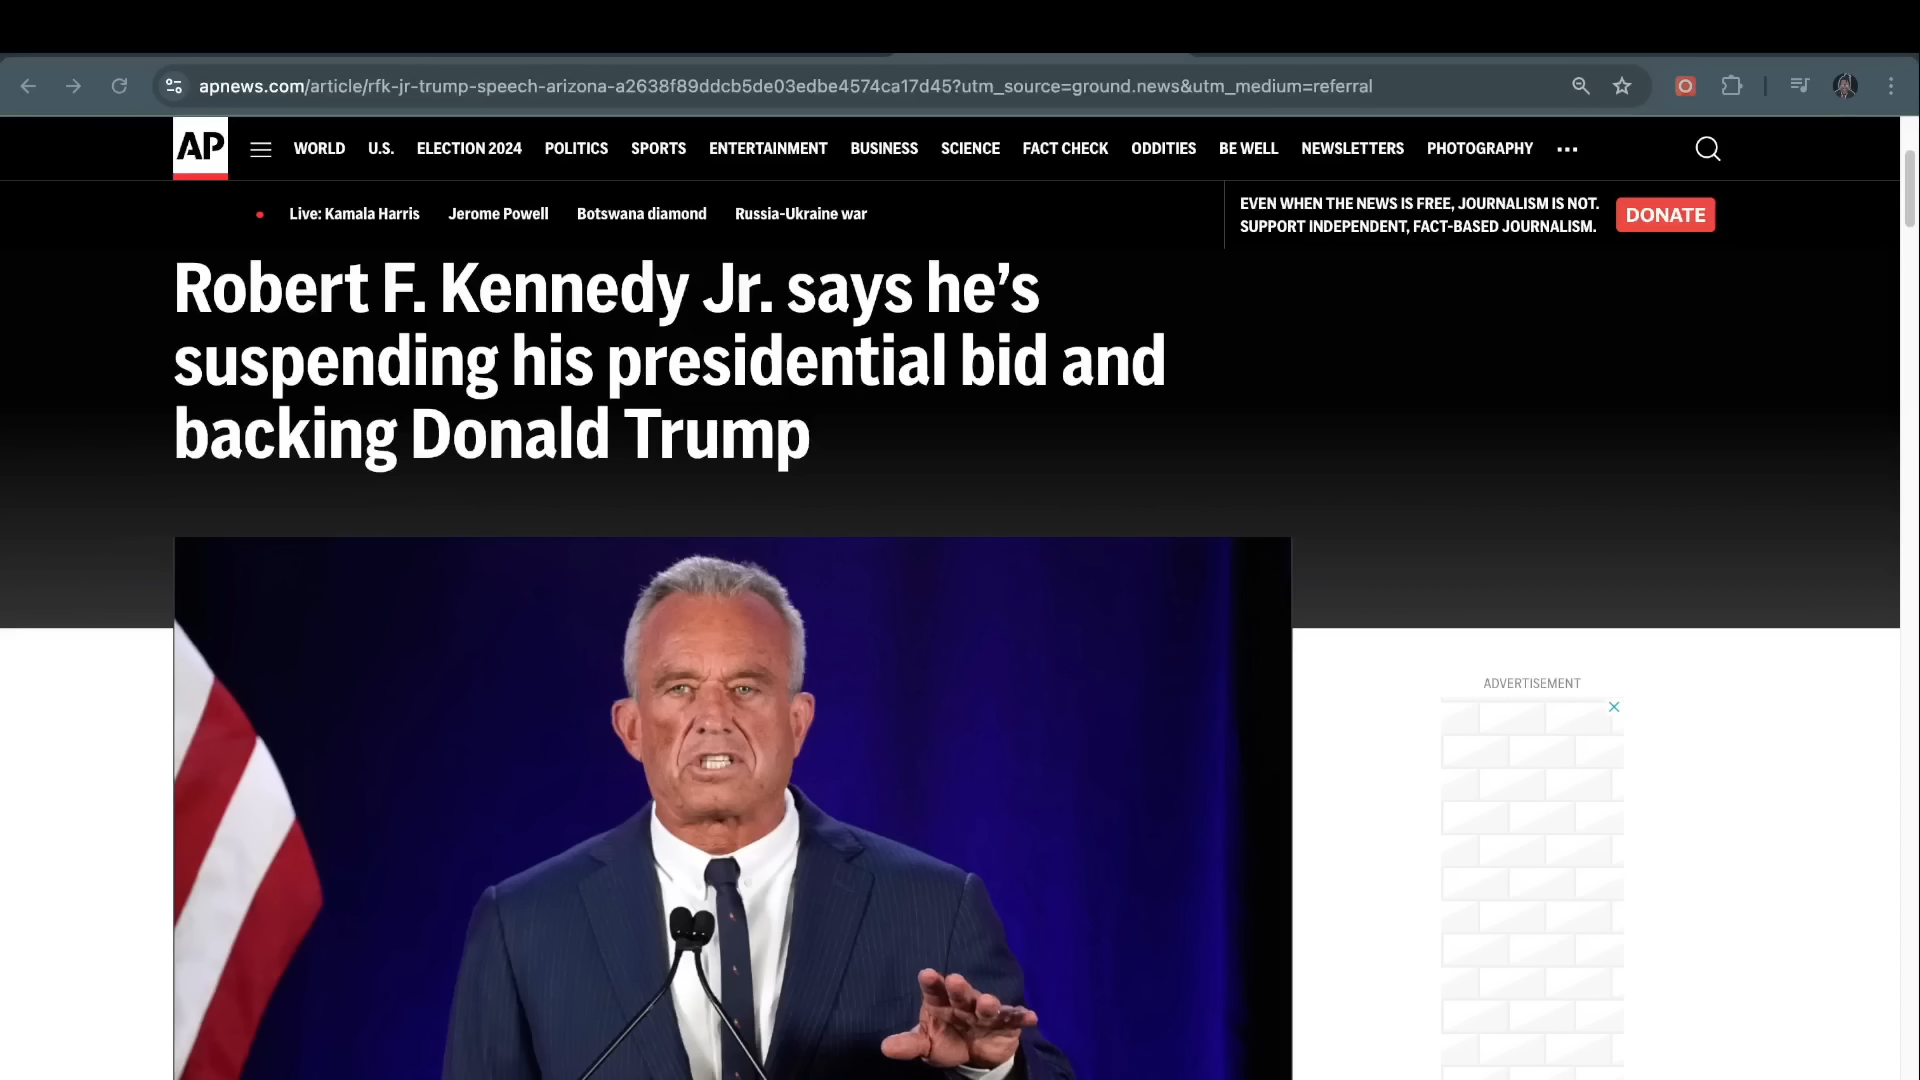 apnews.com/article/rfk-jr-trump-speech-arizona-a2638f89ddcb5de03edbe4574ca17d45?utm_source=ground.news&utm_medium=referral
AP
WORLD U.S. ELECTION 2024 POLITICS SPORTS ENTERTAINMENT BUSINESS SCIENCE FACT CHECK ODDITIES BE WELL NEWSLETTERS PHOTOGRAPHY
Live: Kamala Harris Jerome Powell Botswana diamond Russia-Ukraine war
EVEN WHEN THE NEWS IS FREE, JOURNALISM IS NOT.
SUPPORT INDEPENDENT, FACT-BASED JOURNALISM.
DONATE
Robert F. Kennedy Jr. says he’s
suspending his presidential bid and
backing Donald Trump
ADVERTISEMENT